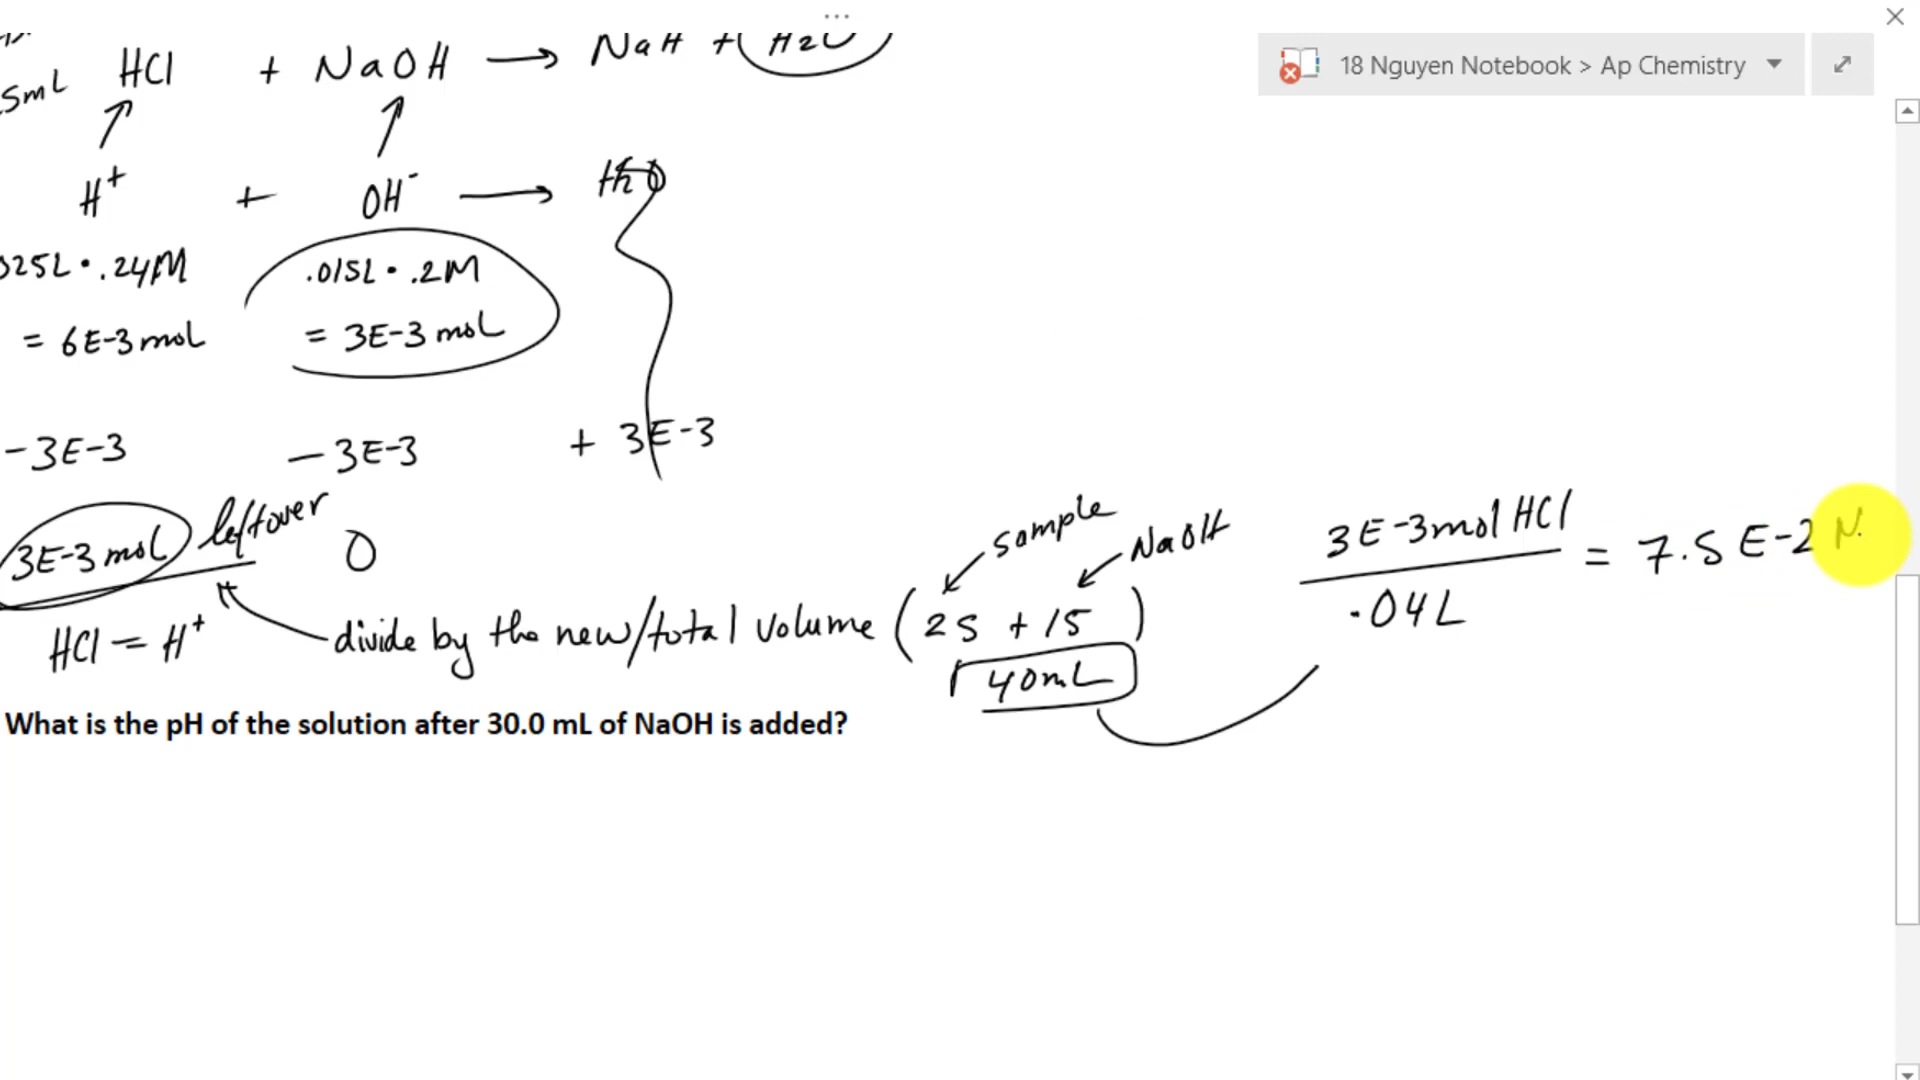 18 Nguyen Notebook > Ap Chemistry
5mL HCl + NaOH → NaH + H2O
H+ + OH- → H2O
025L • .24M .015L • .2M
= 6E-3 mol = 3E-3 mol
-3E-3 -3E-3 + 3E-3
3E-3 mol leftover 0
sample NaOH
3E-3mol HCl = 7.5 E-2
.04L
HCl = H+ divide by the new/total volume (25 + 15)
40mL
What is the pH of the solution after 30.0 mL of NaOH is added?